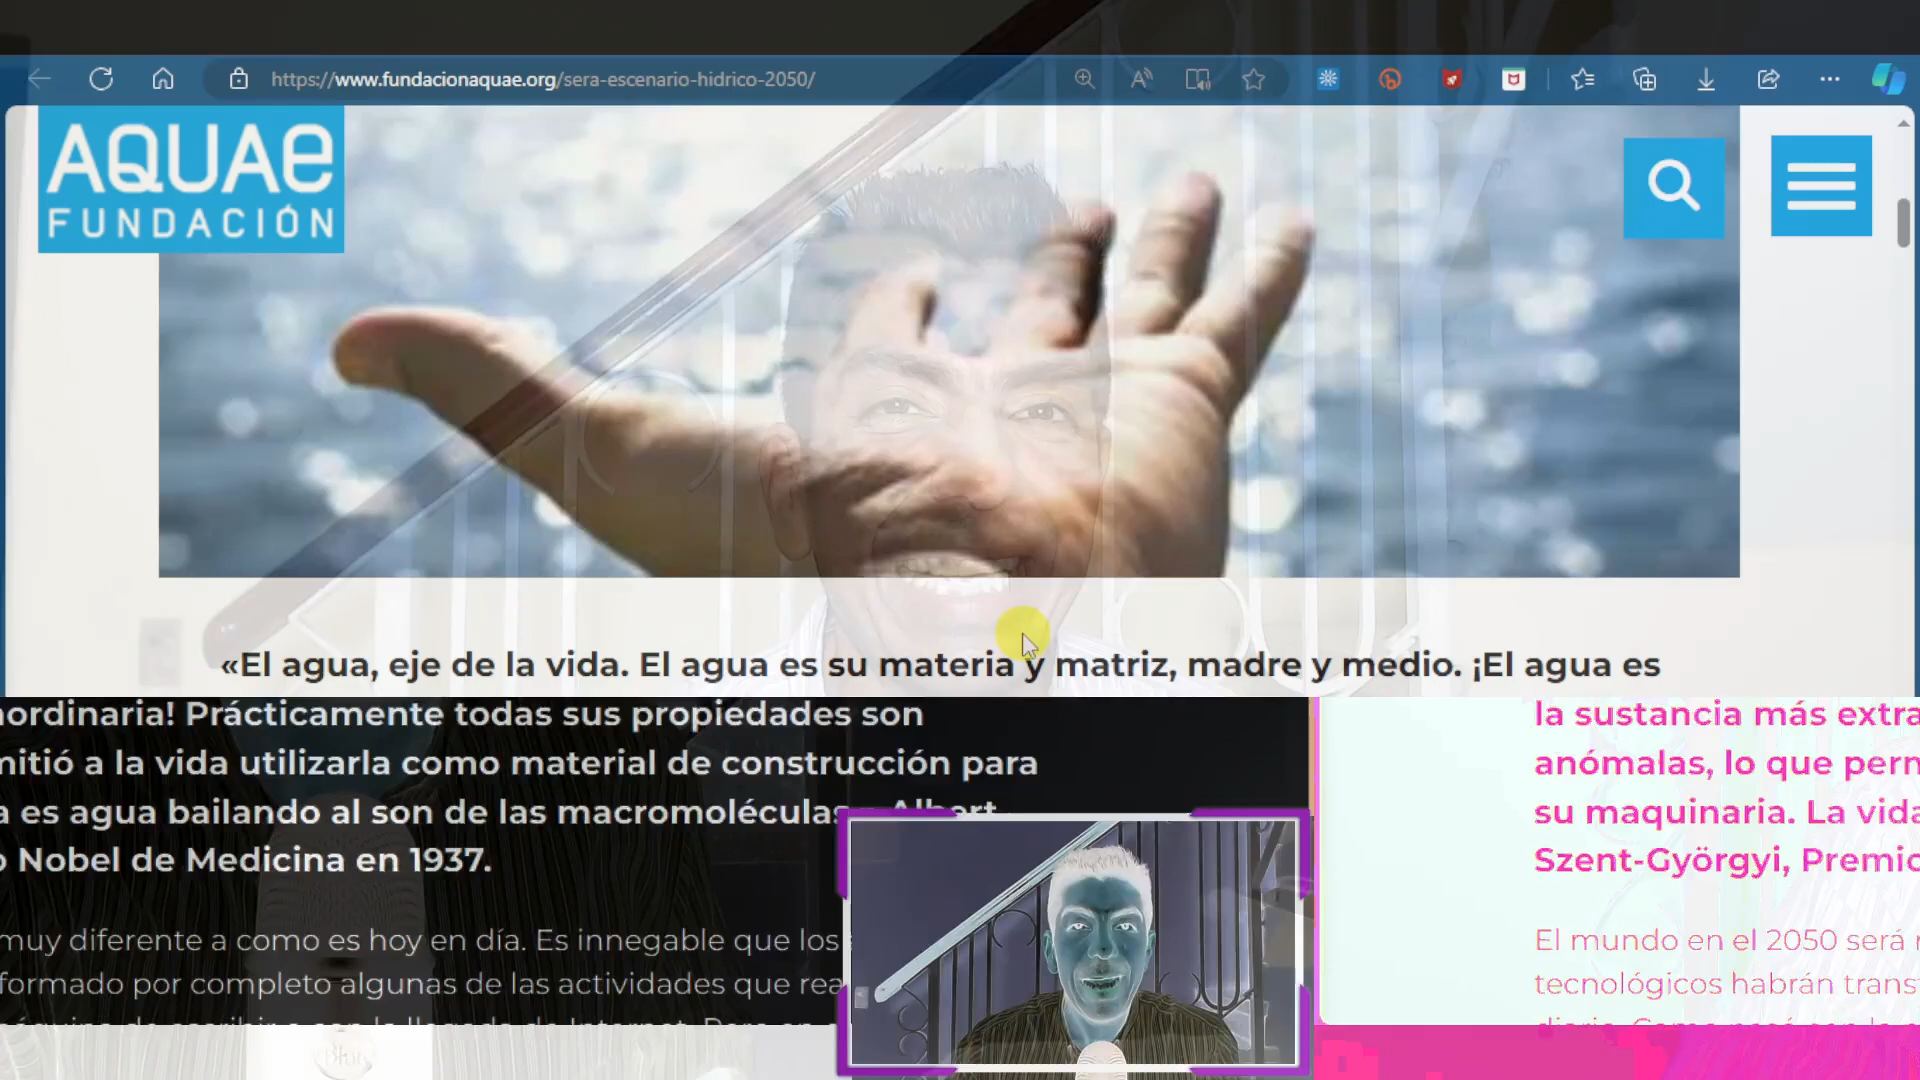 https://www.fundacionaquae.org/sera-escenario-hidrico-2050/
AQUAE
FUNDACIÓN
«El agua, eje de la vida. El agua es su materia y matriz, madre y medio. ¡El agua es
la sustancia más extra
aordinaria! Prácticamente todas sus propiedades son
anómalas, lo que perm
mitió a la vida utilizarla como material de construcción para
su maquinaria. La vida
a es agua bailando al son de las macromoléculas Albert
Szent-Györgyi, Premio
o Nobel de Medicina en 1937.
El mundo en el 2050 será
muy diferente a como es hoy en día. Es innegable que los
tecnológicos habrán trans
formado por completo algunas de las actividades que rea
Blue